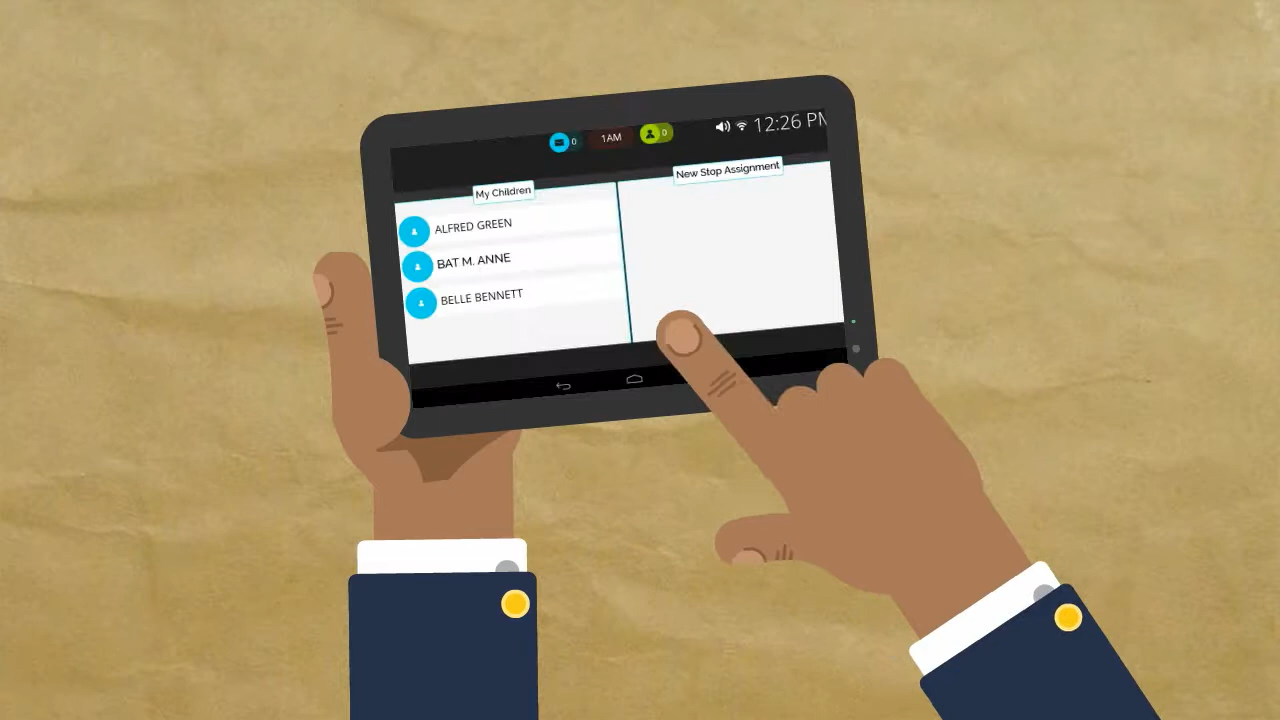 0 1AM 0 12:26 PM
My Children
New Stop Assignment
ALFRED GREEN
BAT M. ANNE
BELLE BENNETT